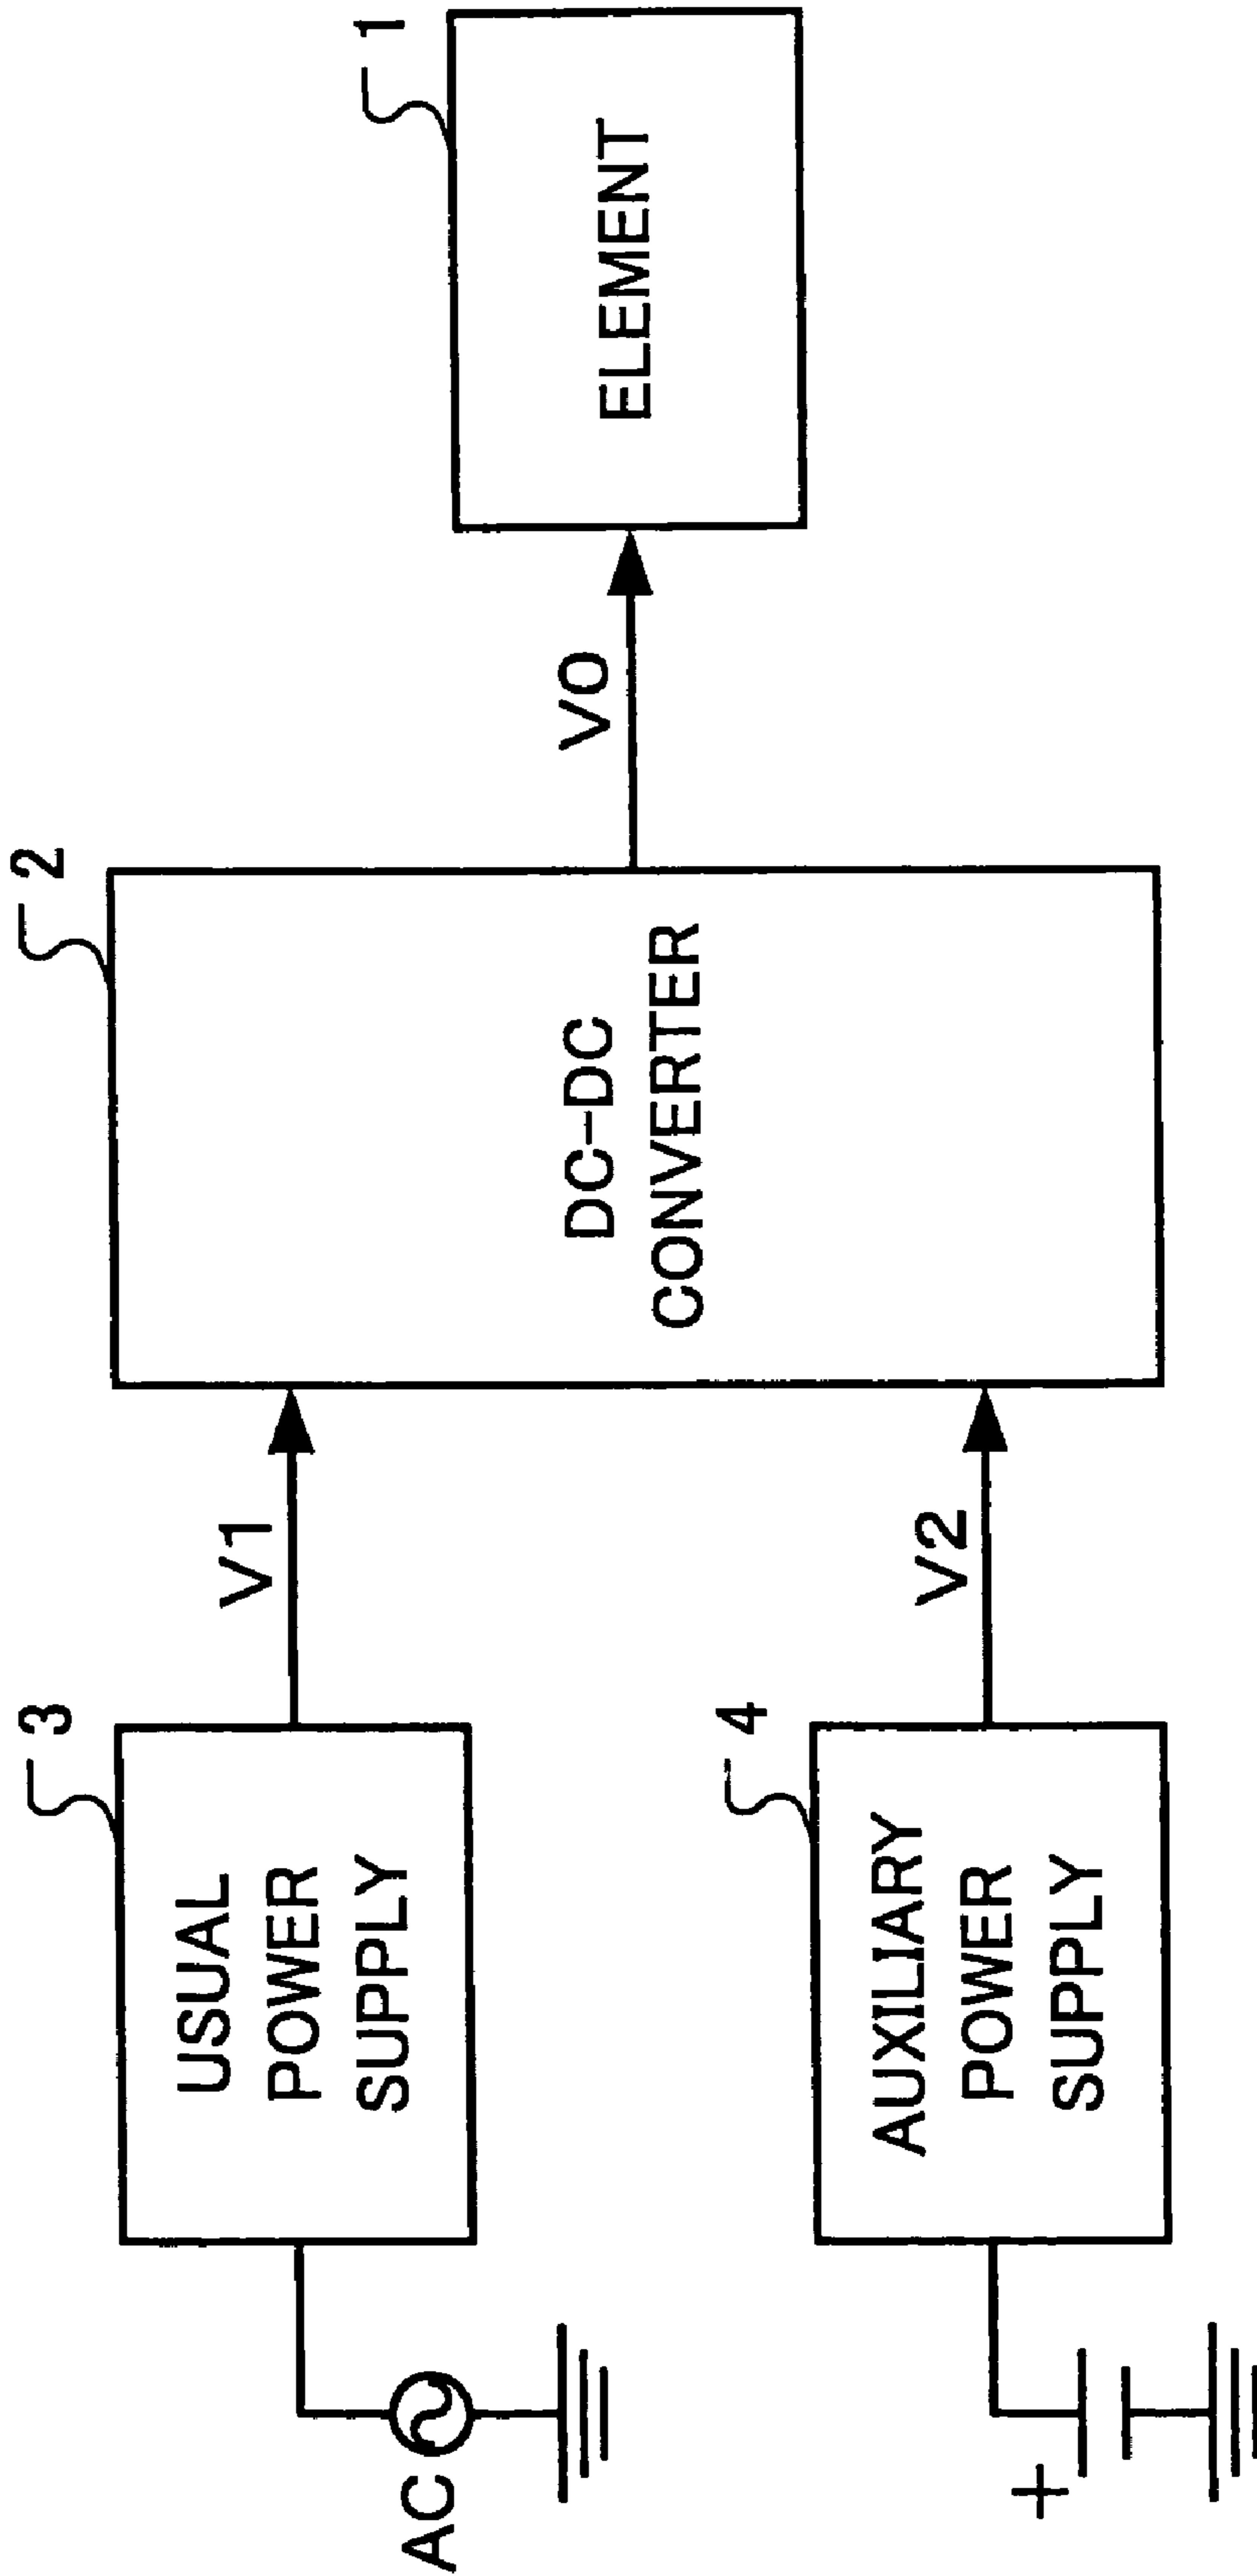 3
USUAL
POWER
SUPPLY
AC
V1
4
AUXILIARY
POWER
SUPPLY
+
V2
2
DC-DC
CONVERTER
V0
1
ELEMENT